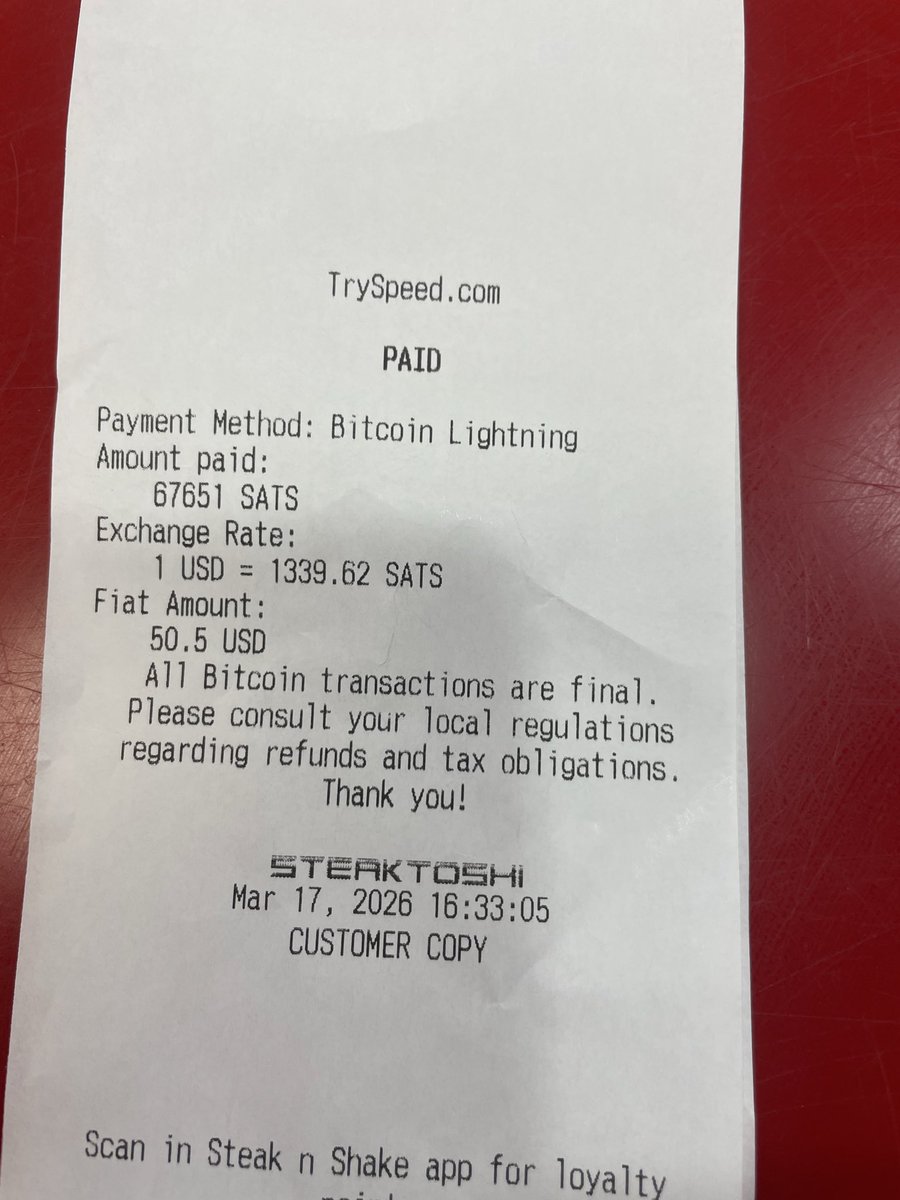 TrySpeed.com
PAID
Payment Method: Bitcoin Lightning
Amount paid:
67651 SATS
Exchange Rate:
1 USD = 1339.62 SATS
Fiat Amount:
50.5 USD
All Bitcoin transactions are final.
Please consult your local regulations
regarding refunds and tax obligations.
Thank you!
STEAKTOSHI
Mar 17, 2026 16:33:05
CUSTOMER COPY
Scan in Steak n Shake app for loyalty